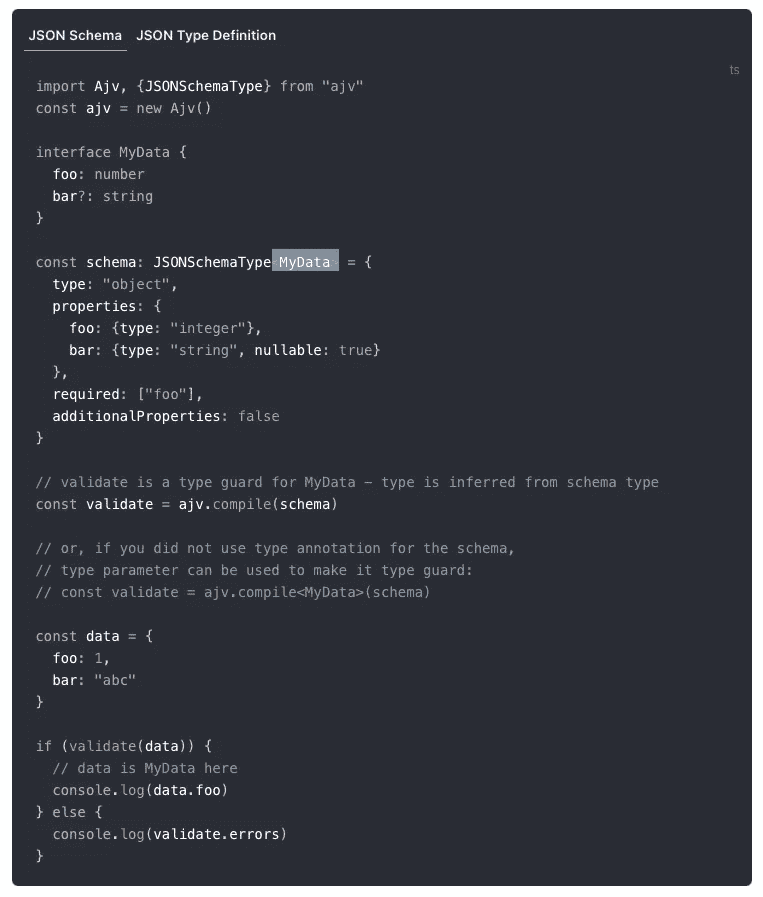 JSON Schema JSON Type Definition
ts
import Ajv, {JSONSchemaType} from "ajv"
const ajv = new Ajv()

interface MyData {
  foo: number
  bar?: string
}

const schema: JSONSchemaType<MyData> = {
  type: "object",
  properties: {
    foo: {type: "integer"},
    bar: {type: "string", nullable: true}
  },
  required: ["foo"],
  additionalProperties: false
}

// validate is a type guard for MyData – type is inferred from schema type
const validate = ajv.compile(schema)

// or, if you did not use type annotation for the schema,
// type parameter can be used to make it type guard:
// const validate = ajv.compile<MyData>(schema)

const data = {
  foo: 1,
  bar: "abc"
}

if (validate(data)) {
  // data is MyData here
  console.log(data.foo)
} else {
  console.log(validate.errors)
}